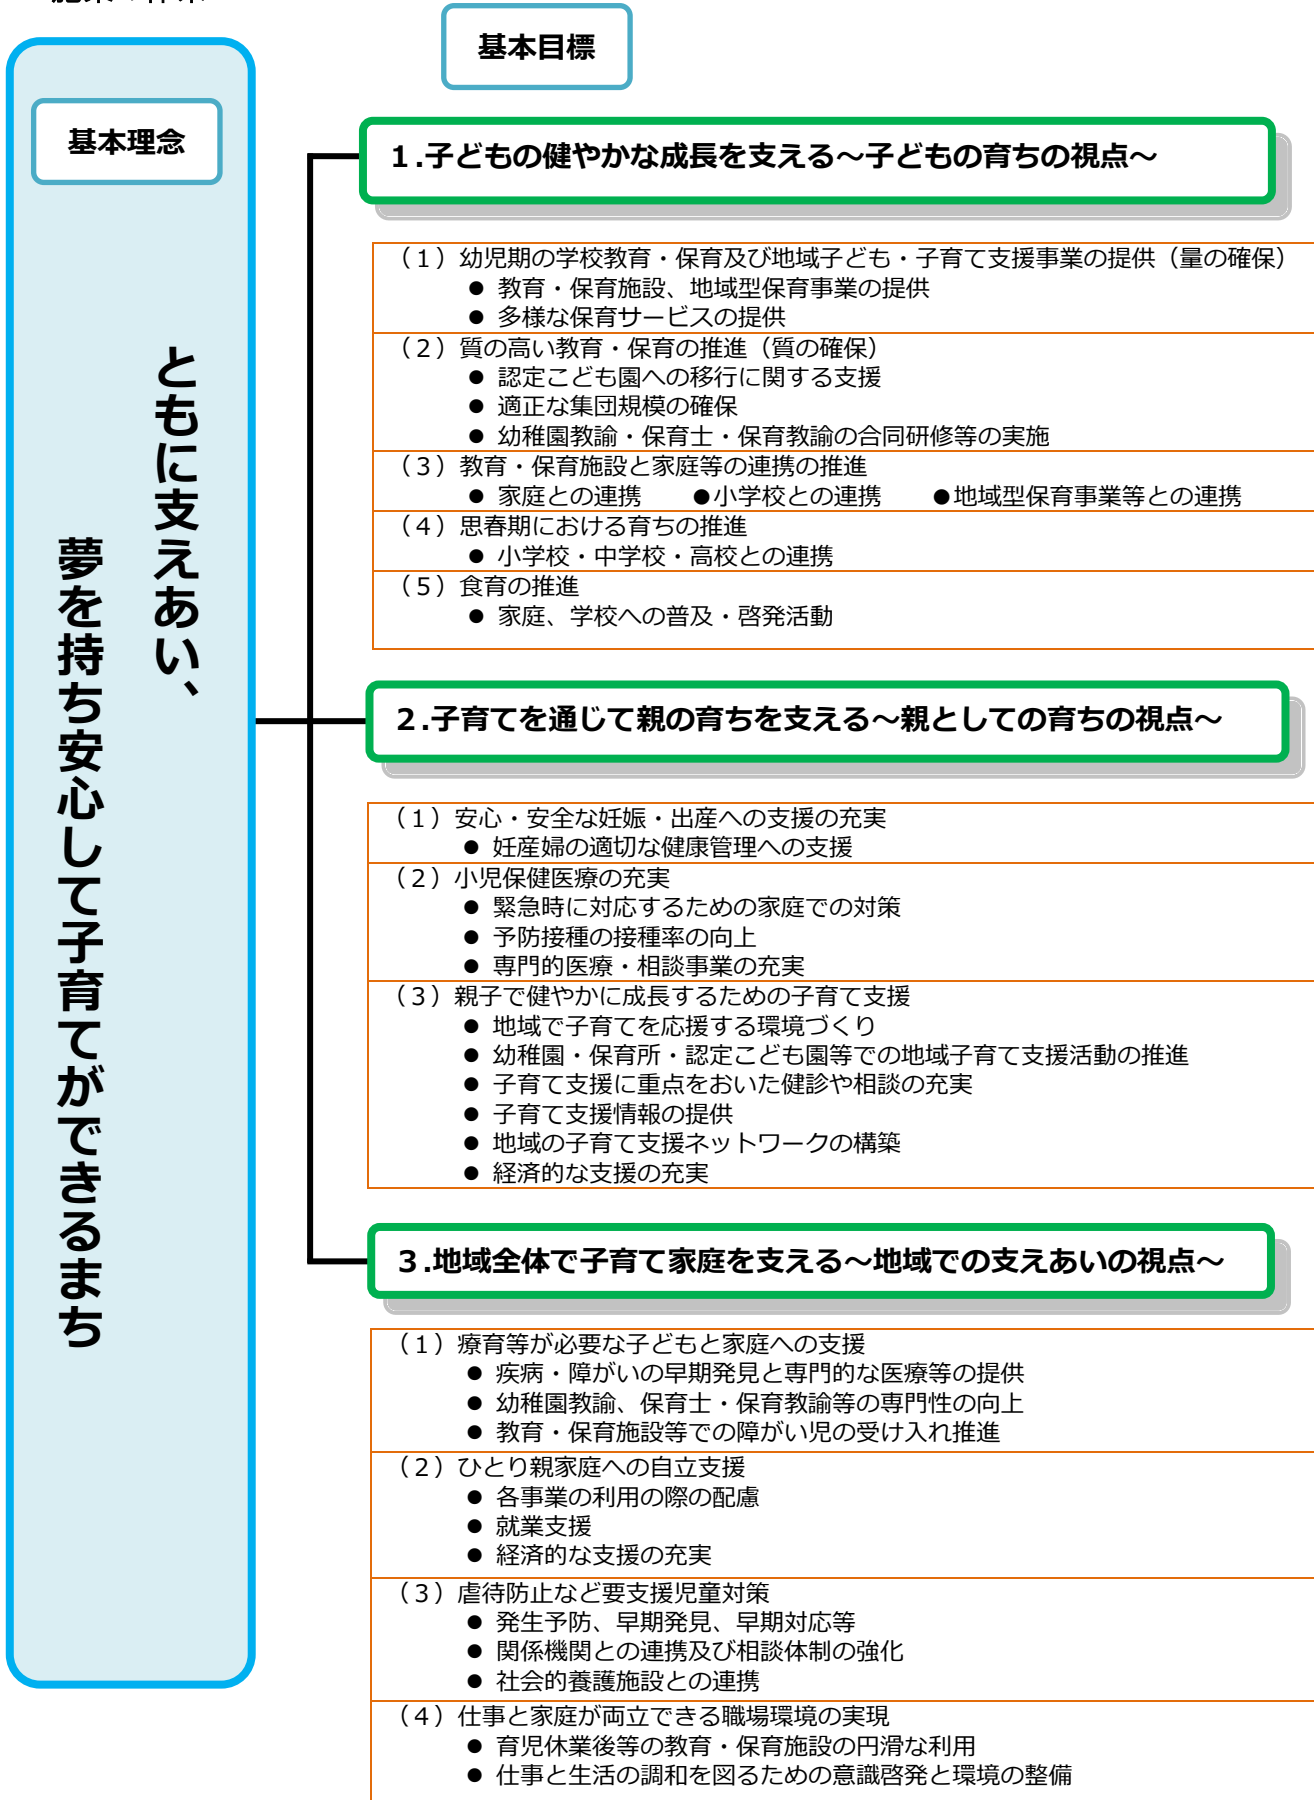 基本目標
基本理念
ともに支えあい、
夢を持ち安心して子育てができるまち
１.子どもの健やかな成長を支える～子どもの育ちの視点～
（１）幼児期の学校教育・保育及び地域子ども・子育て支援事業の提供（量の確保）
● 教育・保育施設、地域型保育事業の提供
● 多様な保育サービスの提供
（２）質の高い教育・保育の推進（質の確保）
● 認定こども園への移行に関する支援
● 適正な集団規模の確保
● 幼稚園教諭・保育士・保育教諭の合同研修等の実施
（３）教育・保育施設と家庭等の連携の推進
● 家庭との連携　●小学校との連携　●地域型保育事業等との連携
（４）思春期における育ちの推進
● 小学校・中学校・高校との連携
（５）食育の推進
● 家庭、学校への普及・啓発活動
２.子育てを通じて親の育ちを支える～親としての育ちの視点～
（１）安心・安全な妊娠・出産への支援の充実
● 妊産婦の適切な健康管理への支援
（２）小児保健医療の充実
● 緊急時に対応するための家庭での対策
● 予防接種の接種率の向上
● 専門的医療・相談事業の充実
（３）親子で健やかに成長するための子育て支援
● 地域で子育てを応援する環境づくり
● 幼稚園・保育所・認定こども園等での地域子育て支援活動の推進
● 子育て支援に重点をおいた健診や相談の充実
● 子育て支援情報の提供
● 地域の子育て支援ネットワークの構築
● 経済的な支援の充実
３.地域全体で子育て家庭を支える～地域での支えあいの視点～
（１）療育等が必要な子どもと家庭への支援
● 疾病・障がいの早期発見と専門的な医療等の提供
● 幼稚園教諭、保育士・保育教諭等の専門性の向上
● 教育・保育施設等での障がい児の受け入れ推進
（２）ひとり親家庭への自立支援
● 各事業の利用の際の配慮
● 就業支援
● 経済的な支援の充実
（３）虐待防止など要支援児童対策
● 発生予防、早期発見、早期対応等
● 関係機関との連携及び相談体制の強化
● 社会的養護施設との連携
（４）仕事と家庭が両立できる職場環境の実現
● 育児休業後等の教育・保育施設の円滑な利用
● 仕事と生活の調和を図るための意識啓発と環境の整備